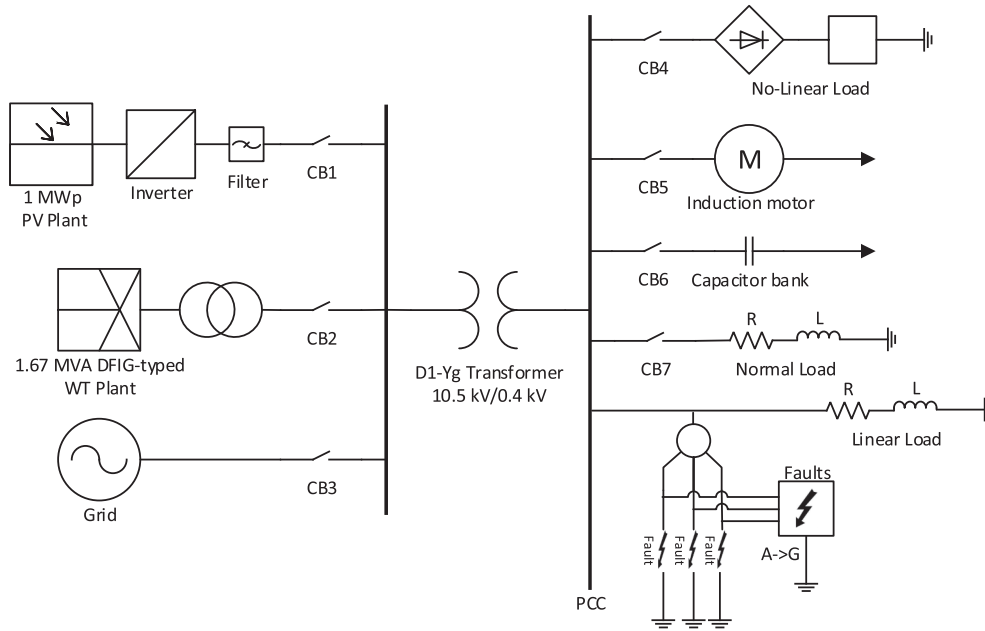 1 MWp
PV Plant
Inverter
Filter
CB1
1.67 MVA DFIG-typed
WT Plant
CB2
Grid
CB3
D1-Yg Transformer
10.5 kV/0.4 kV
PCC
CB4
No-Linear Load
M
CB5
Induction motor
CB6
Capacitor bank
R
L
CB7
Normal Load
R
L
Linear Load
Faults
Fault
Fault
Fault
A->G